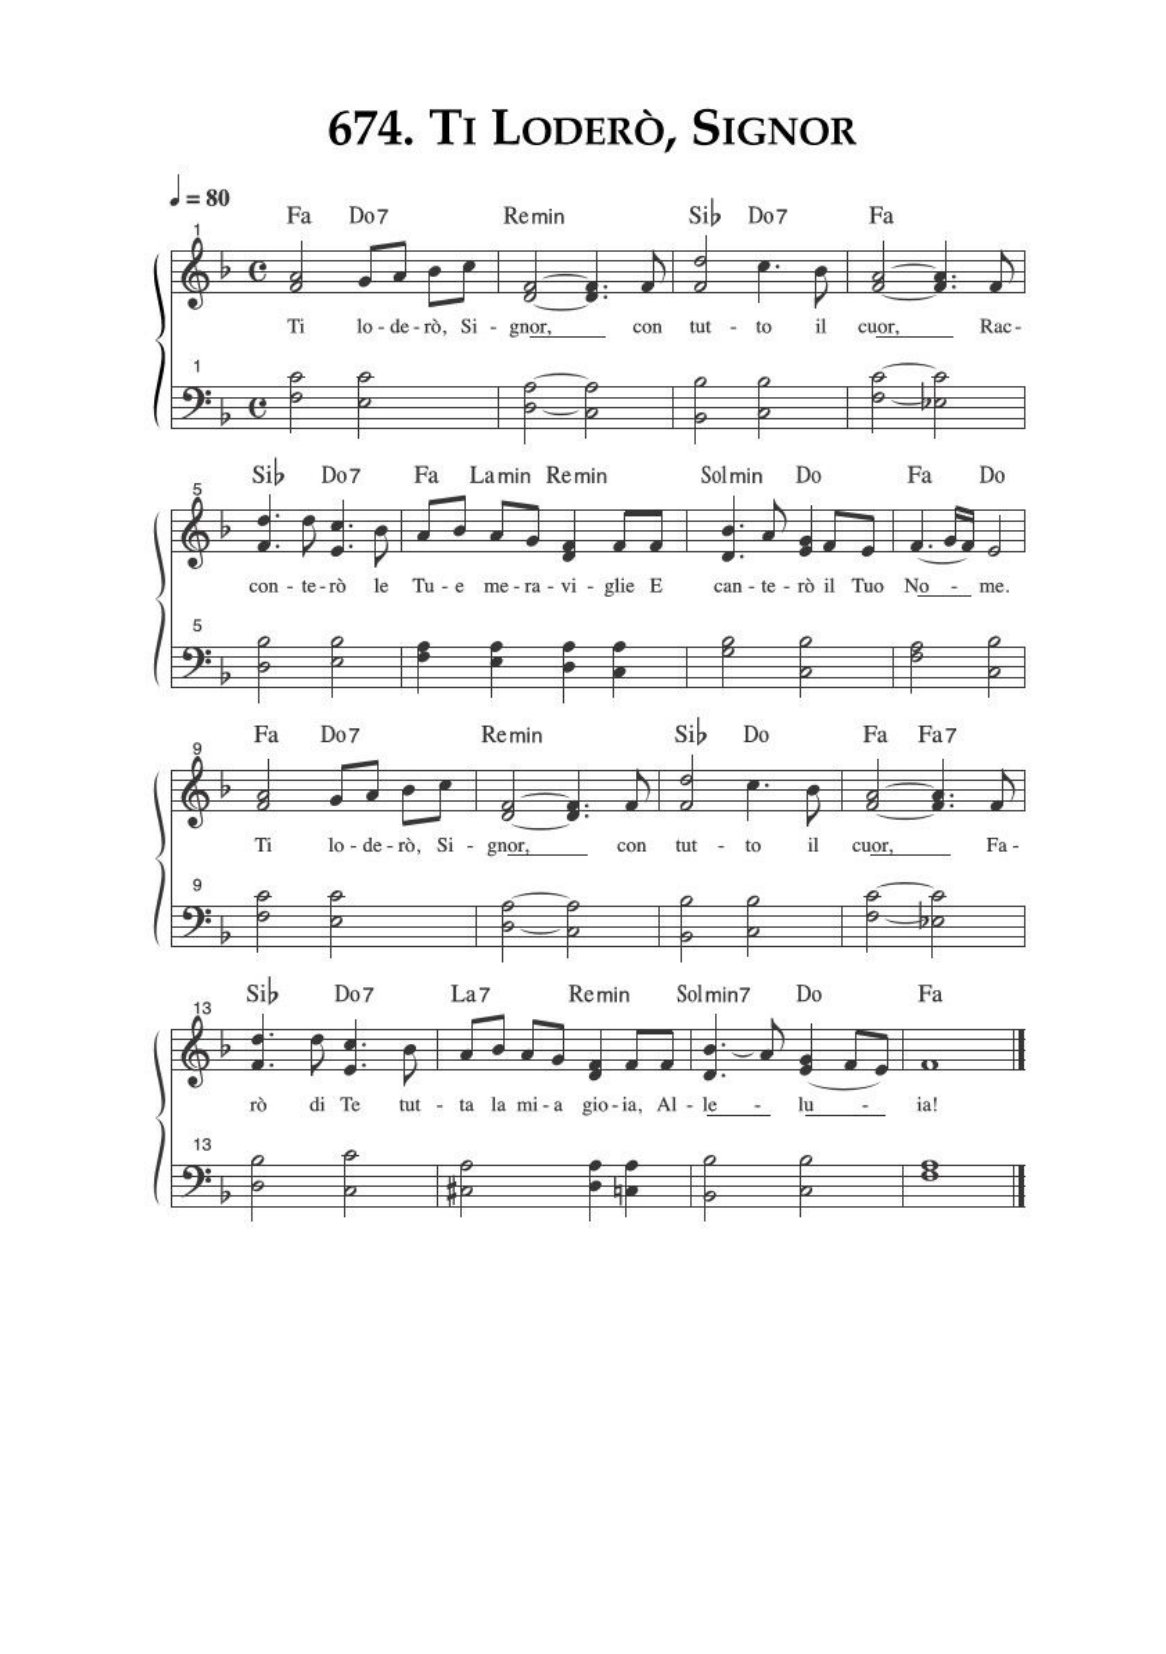 674. TI LODERÒ, SIGNOR
♩ = 80
Fa Do7 Remin Si♭ Do7 Fa
1
Ti lo - de - rò, Si - gnor, con tut - to il cuor, Rac -
1
Si♭ Do7 Fa Lamin Remin Solmin Do Fa Do
5
con - te - rò le Tu - e me - ra - vi - glie E can - te - rò il Tuo No - me.
5
Fa Do7 Remin Si♭ Do Fa Fa7
9
Ti lo - de - rò, Si - gnor, con tut - to il cuor, Fa -
9
Si♭ Do7 La7 Remin Solmin7 Do Fa
13
rò di Te tut - ta la mi - a gio - ia, Al - le - lu - ia!
13